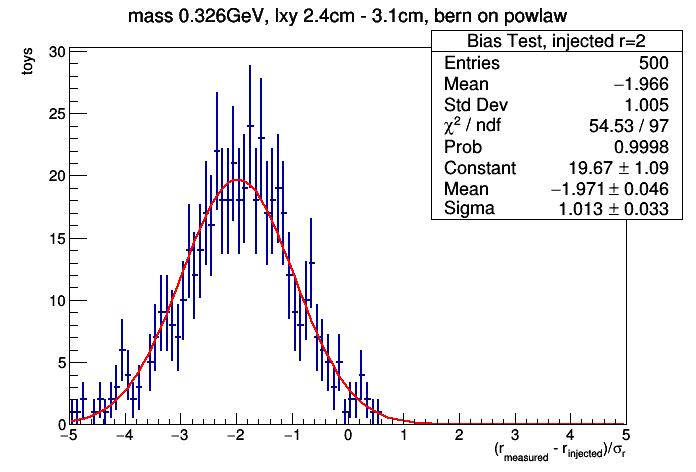 mass 0.326GeV, lxy 2.4cm - 3.1cm, bern on powlaw
toys
Bias Test, injected r=2
Entries 500
Mean −1.966
Std Dev 1.005
χ² / ndf 54.53 / 97
Prob 0.9998
Constant 19.67 ± 1.09
Mean −1.971 ± 0.046
Sigma 1.013 ± 0.033
30
25
20
15
10
5
0
−5 −4 −3 −2 −1 0 1 2 3 4 5
(r_measured - r_injected)/σ_r